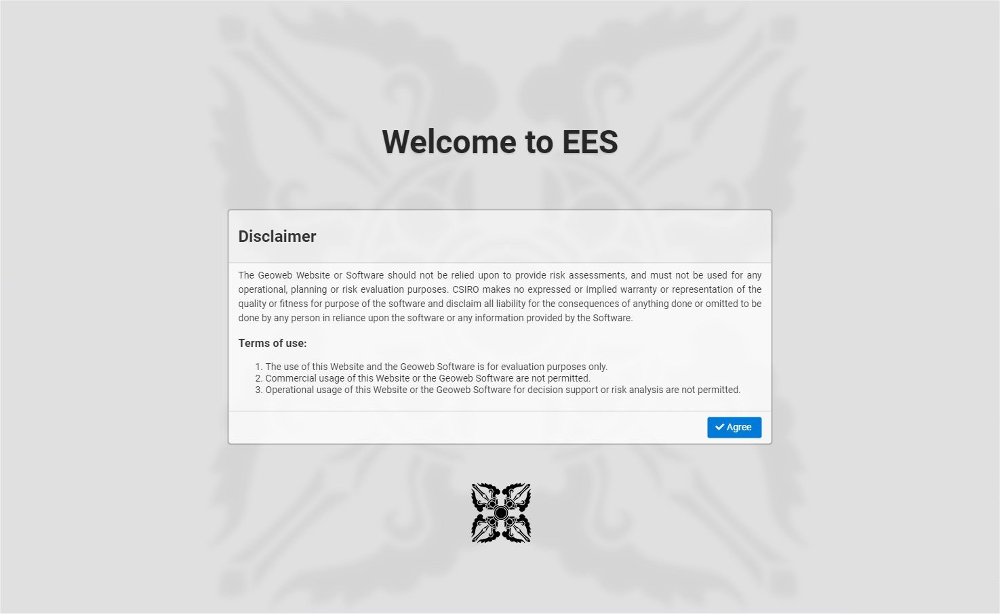 Welcome to EES
Disclaimer
The Geoweb Website or Software should not be relied upon to provide risk assessments, and must not be used for any
operational, planning or risk evaluation purposes. CSIRO makes no expressed or implied warranty or representation of the
quality or fitness for purpose of the software and disclaim all liability for the consequences of anything done or omitted to be
done by any person in reliance upon the software or any information provided by the Software.
Terms of use:
1. The use of this Website and the Geoweb Software is for evaluation purposes only.
2. Commercial usage of this Website or the Geoweb Software are not permitted.
3. Operational usage of this Website or the Geoweb Software for decision support or risk analysis are not permitted.
Agree